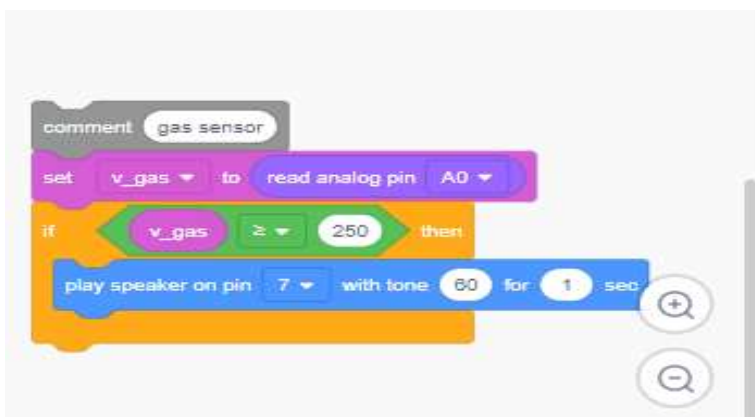 comment gas sensor
set v_gas to read analog pin A0
if v_gas ≥ 250 then
play speaker on pin 7 with tone 60 for 1 sec